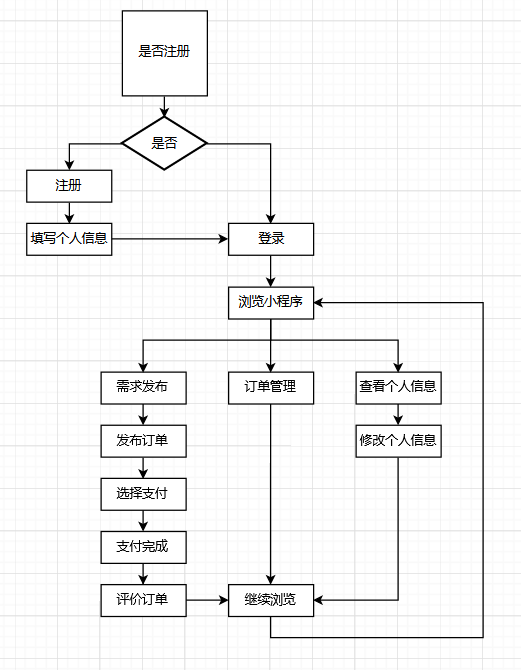 是否注册
是否
注册
填写个人信息
登录
浏览小程序
需求发布
订单管理
查看个人信息
发布订单
修改个人信息
选择支付
支付完成
评价订单
继续浏览